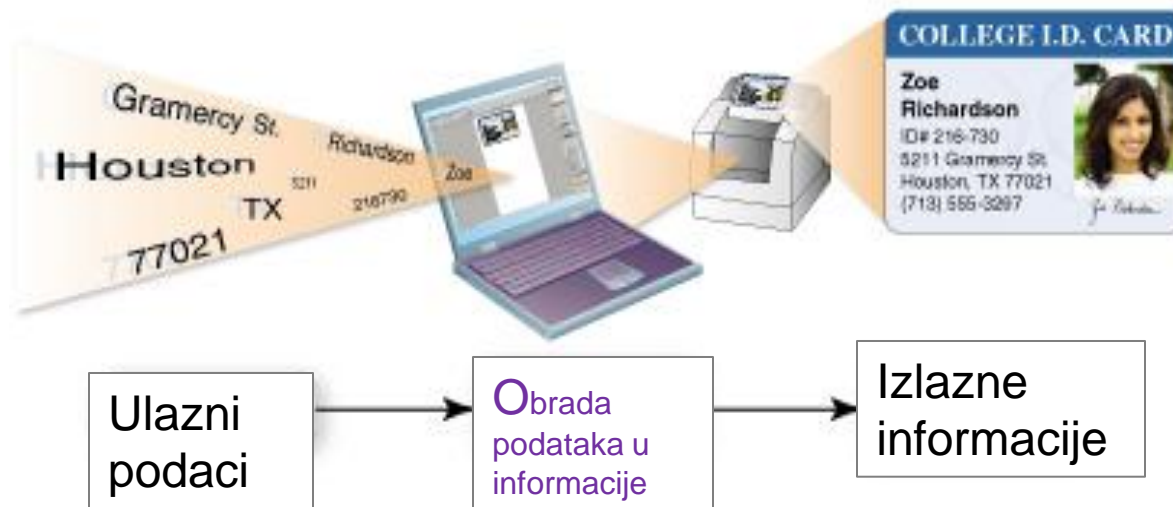 Gramercy St.
Houston
Richardson
Zoe
5211
TX
216730
77021
COLLEGE I.D. CARD
Zoe
Richardson
ID# 216-730
5211 Gramercy St.
Houston, TX 77021
(713) 555-3267
Ulazni
podaci
Obrada
podataka u
informacije
Izlazne
informacije